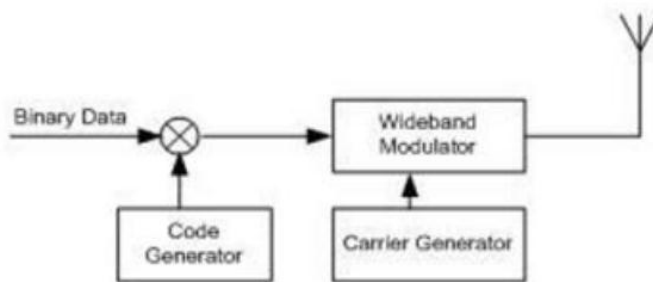 Binary Data
Wideband
Modulator
Code
Generator
Carrier Generator